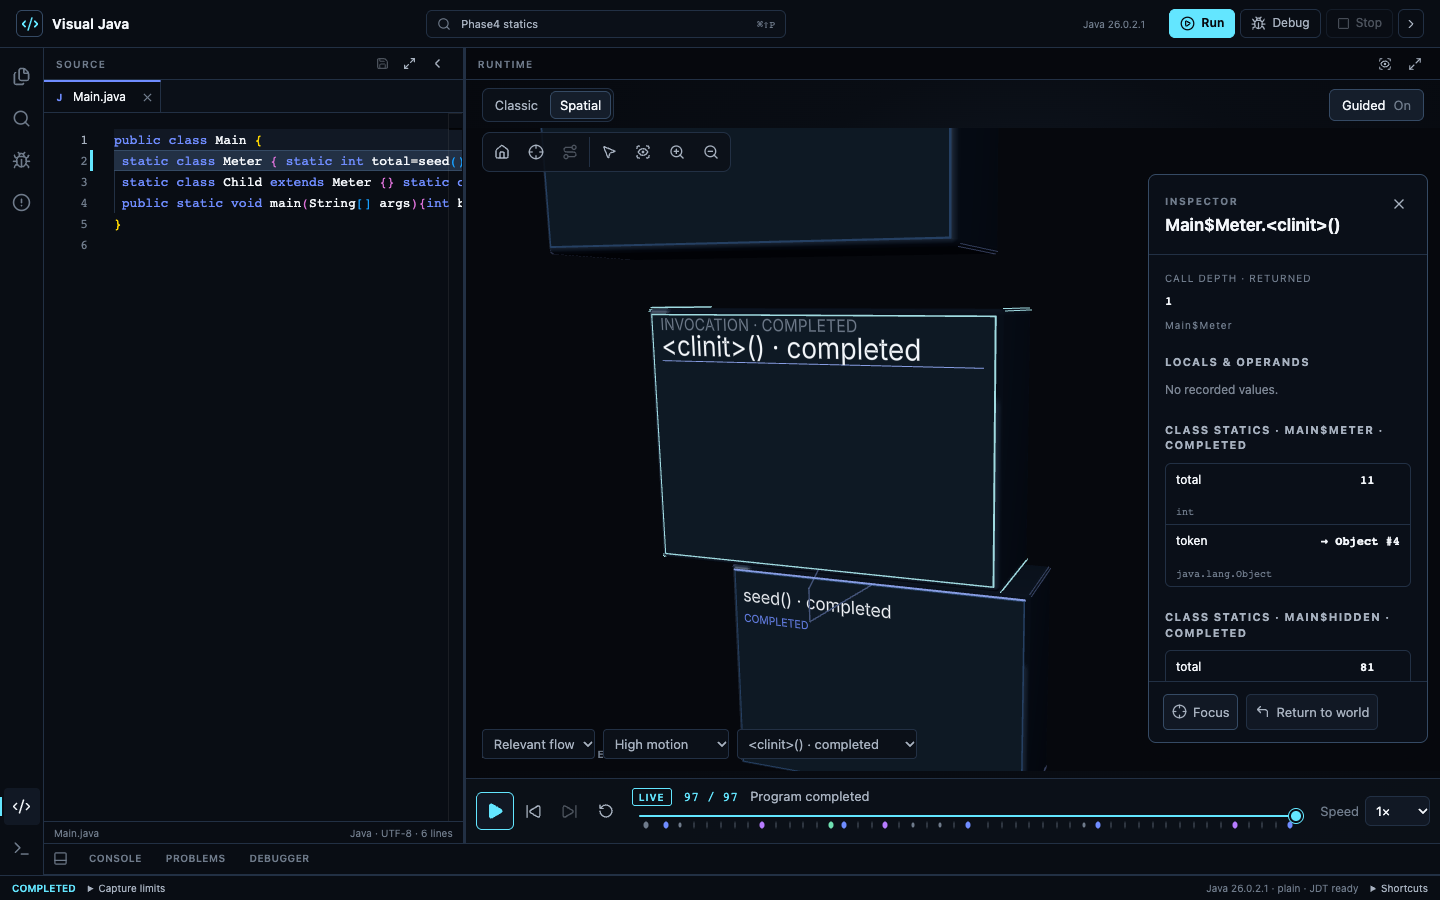 Visual Java
Phase4 statics
⌘⇧P
Java 26.0.2.1
Run
Debug
Stop
SOURCE
RUNTIME
J Main.java
Classic
Spatial
Guided On
1 public class Main {
2 static class Meter { static int total=seed()
3 static class Child extends Meter {} static c
4 public static void main(String[] args){int b
5 }
6
INVOCATION · COMPLETED
<clinit>() · completed
seed() · completed
COMPLETED
INSPECTOR
Main$Meter.<clinit>()
CALL DEPTH · RETURNED
1
Main$Meter
LOCALS & OPERANDS
No recorded values.
CLASS STATICS · MAIN$METER ·
COMPLETED
total 11
int
token → Object #4
java.lang.Object
CLASS STATICS · MAIN$HIDDEN ·
COMPLETED
total 81
Focus
Return to world
Relevant flow
E
High motion
<clinit>() · completed
LIVE 97 / 97 Program completed
Speed 1×
Main.java
Java · UTF-8 · 6 lines
CONSOLE
PROBLEMS
DEBUGGER
COMPLETED
Capture limits
Java 26.0.2.1 · plain · JDT ready
Shortcuts